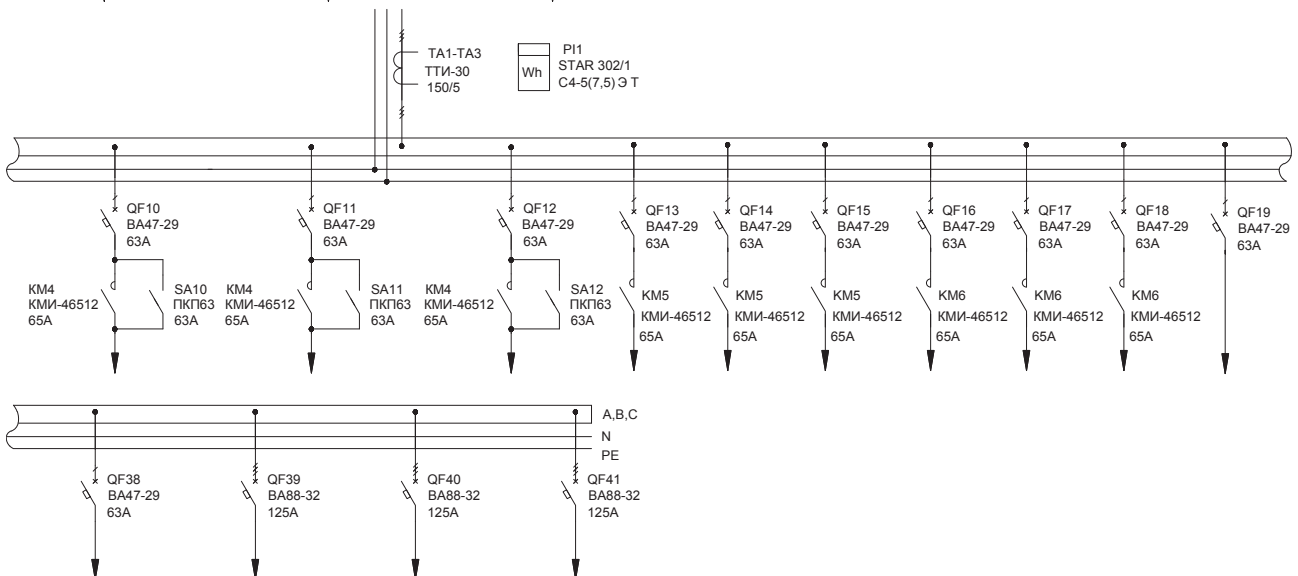 TA1-TA3
ТТИ-30
150/5
Wh
PI1
STAR 302/1
C4-5(7,5) Э Т
QF10
ВА47-29
63А
QF11
ВА47-29
63А
QF12
ВА47-29
63А
QF13
ВА47-29
63А
QF14
ВА47-29
63А
QF15
ВА47-29
63А
QF16
ВА47-29
63А
QF17
ВА47-29
63А
QF18
ВА47-29
63А
QF19
ВА47-29
63А
КМ4
КМИ-46512
65А
SA10
ПКП63
63А
КМ4
КМИ-46512
65А
SA11
ПКП63
63А
КМ4
КМИ-46512
65А
SA12
ПКП63
63А
КМ5
КМИ-46512
65А
КМ5
КМИ-46512
65А
КМ5
КМИ-46512
65А
КМ6
КМИ-46512
65А
КМ6
КМИ-46512
65А
КМ6
КМИ-46512
65А
A,B,C
N
PE
QF38
ВА47-29
63А
QF39
ВА88-32
125А
QF40
ВА88-32
125А
QF41
ВА88-32
125А